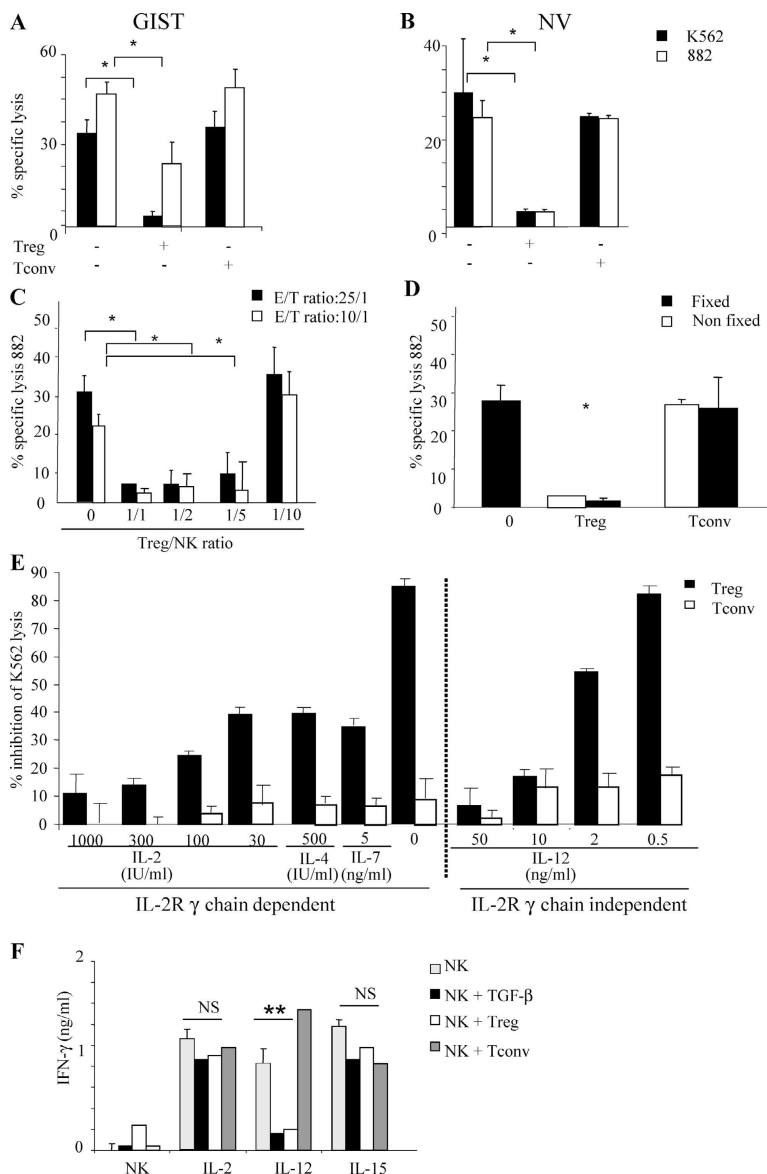 A
GIST
% specific lysis
60
30
0
*
*
Treg - + -
Tconv - - +
B
NV
K562
882
40
20
0
*
*
- + -
- - +
C
E/T ratio:25/1
E/T ratio:10/1
% specific lysis 882
50
40
30
20
10
0
*
*
*
0 1/1 1/2 1/5 1/10
Treg/NK ratio
D
Fixed
Non fixed
% specific lysis 882
50
40
30
20
10
0
*
0 Treg Tconv
E
Treg
Tconv
% inhibition of K562 lysis
90
80
70
60
50
40
30
20
10
0
1000 300 100 30 500 5 0 50 10 2 0.5
IL-2 IL-4 IL-7 IL-12
(IU/ml) (IU/ml) (ng/ml) (ng/ml)
IL-2R γ chain dependent IL-2R γ chain independent
F
NK
NK + TGF-β
NK + Treg
NK + Tconv
IFN-γ (ng/ml)
2
1
0
NS ** NS
NK IL-2 IL-12 IL-15